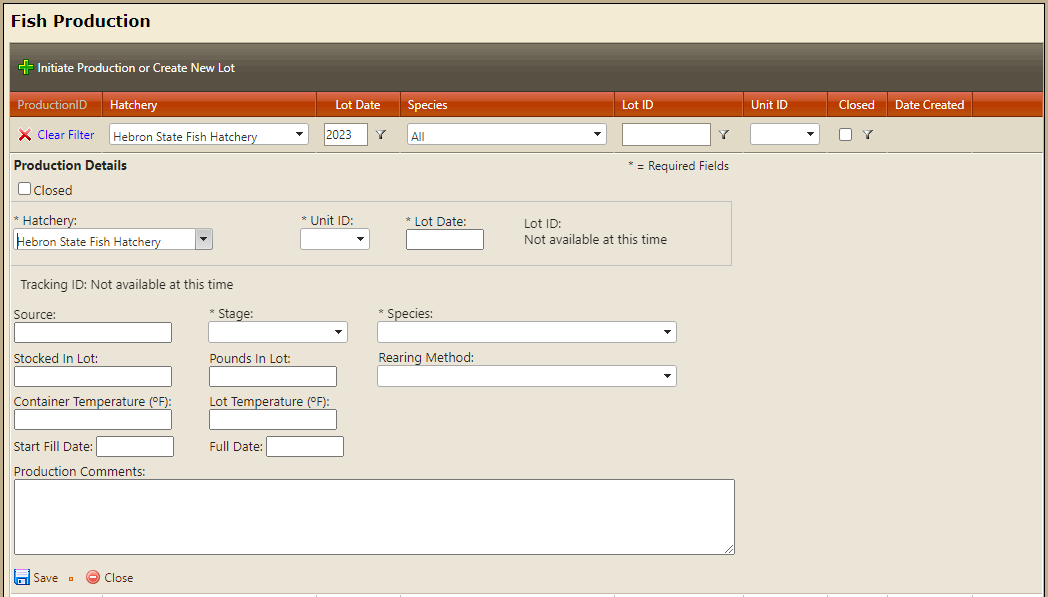 Fish Production
Initiate Production or Create New Lot
ProductionID Hatchery Lot Date Species Lot ID Unit ID Closed Date Created
Clear Filter Hebron State Fish Hatchery 2023 All
Production Details * = Required Fields
Closed
* Hatchery: * Unit ID: * Lot Date: Lot ID:
Hebron State Fish Hatchery Not available at this time
Tracking ID: Not available at this time
Source: * Stage: * Species:
Stocked In Lot: Pounds In Lot: Rearing Method:
Container Temperature (ºF): Lot Temperature (ºF):
Start Fill Date: Full Date:
Production Comments:
Save Close